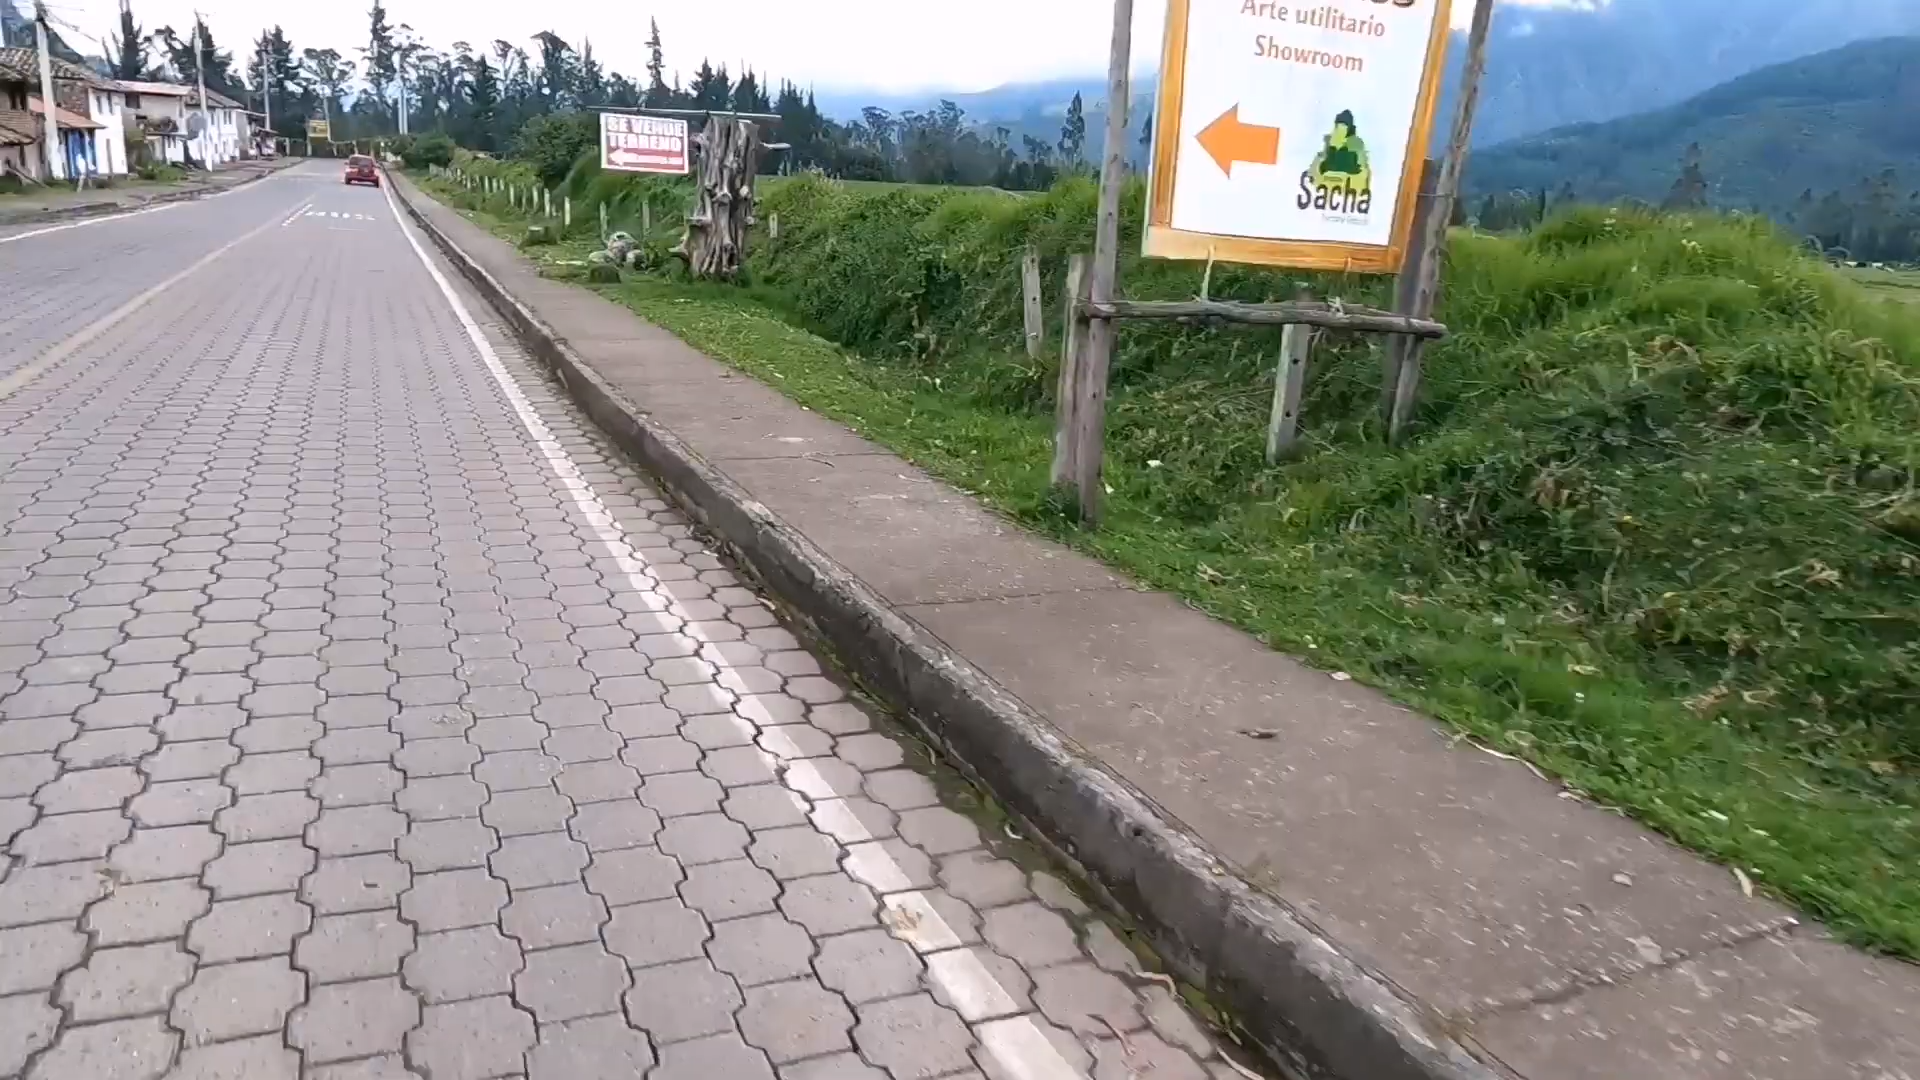 SE VENDE
TERRENO
Arte utilitario
Showroom
Sacha